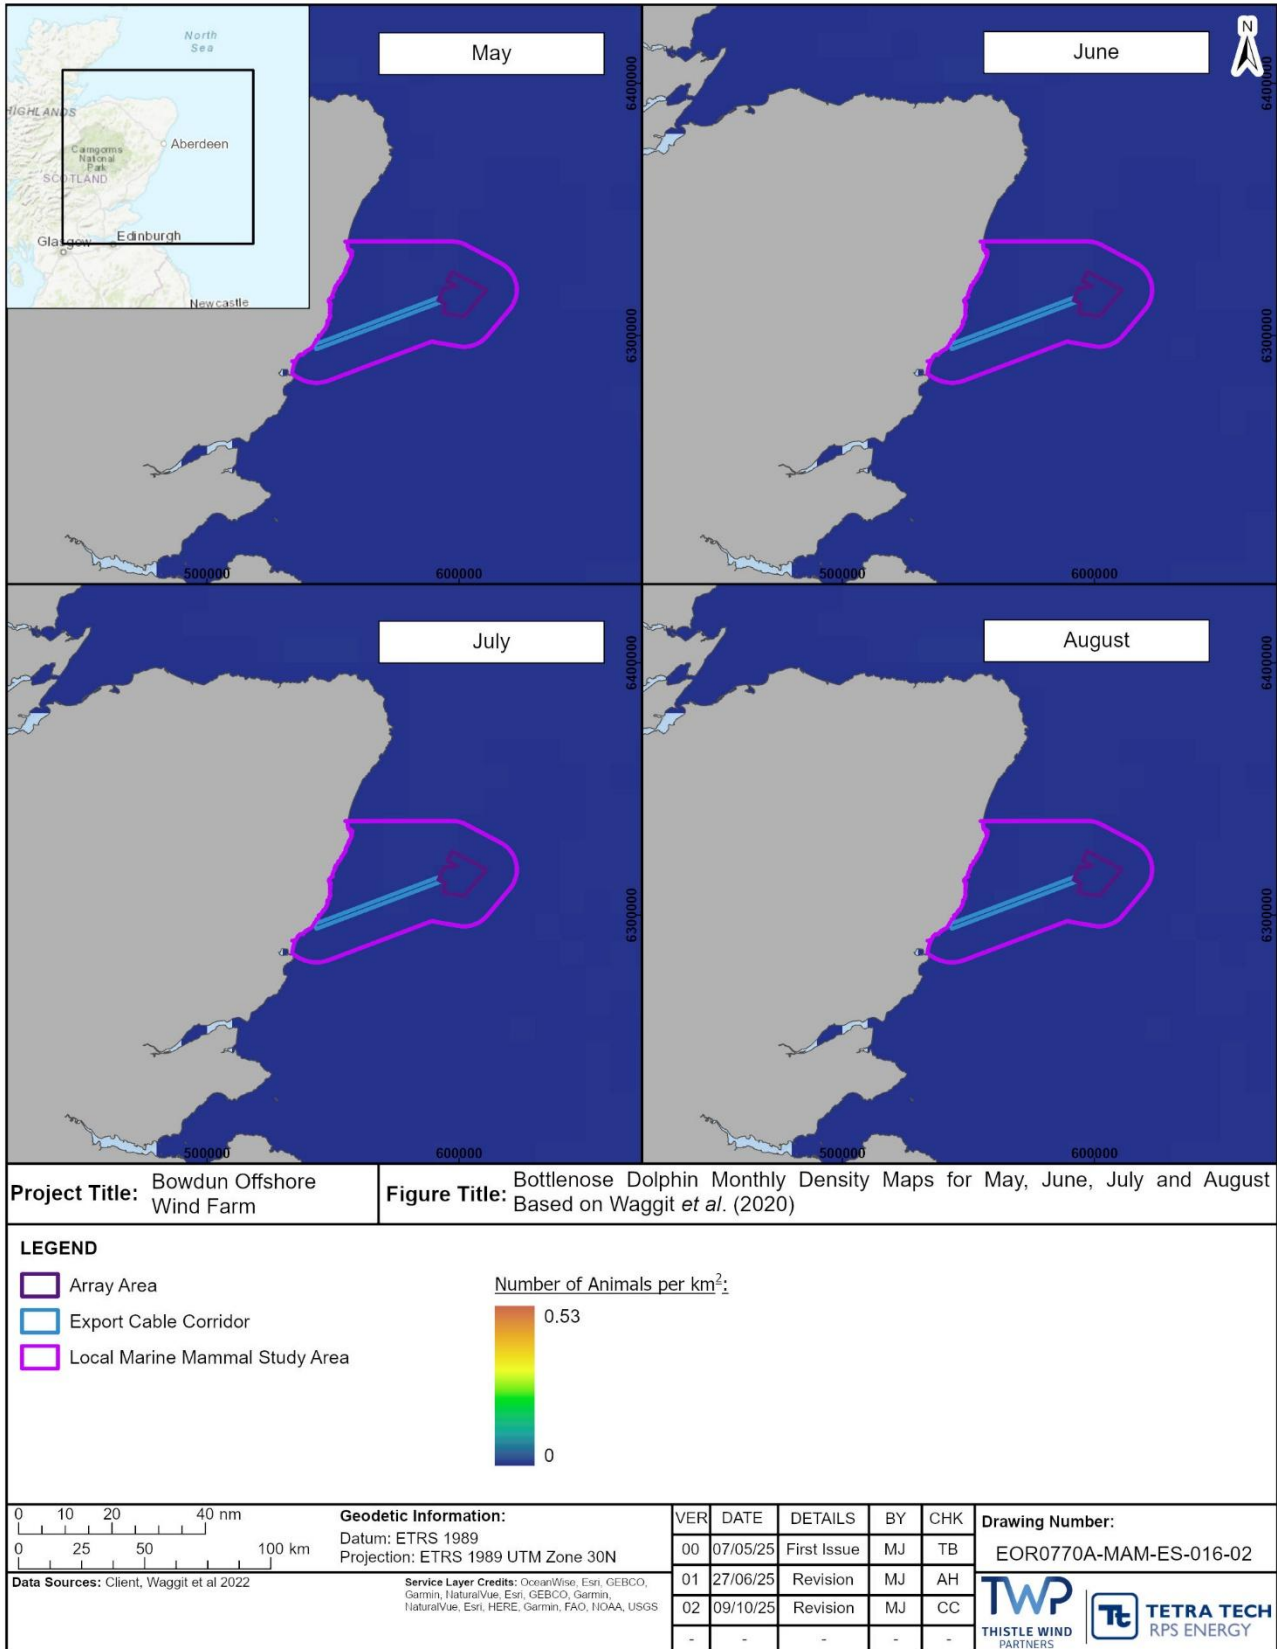 North
Sea
HIGHLANDS
Cairngorms
National
Park
Aberdeen
SCOTLAND
Glasgow
Edinburgh
Newcastle
May
June
N
6400000
6300000
500000
600000
6400000
6300000
500000
600000
July
August
6400000
6300000
500000
600000
6400000
6300000
500000
600000
Project Title: Bowdun Offshore
Wind Farm
Figure Title: Bottlenose Dolphin Monthly Density Maps for May, June, July and August
Based on Waggit et al. (2020)
LEGEND
Array Area
Export Cable Corridor
Local Marine Mammal Study Area
Number of Animals per km²:
0.53
0
0 10 20 40 nm
0 25 50 100 km
Geodetic Information:
Datum: ETRS 1989
Projection: ETRS 1989 UTM Zone 30N
Data Sources: Client, Waggit et al 2022
Service Layer Credits: OceanWise, Esri, GEBCO,
Garmin, NaturalVue, Esri, GEBCO, Garmin,
NaturalVue, Esri, HERE, Garmin, FAO, NOAA, USGS
VER DATE DETAILS BY CHK
00 07/05/25 First Issue MJ TB
01 27/06/25 Revision MJ AH
02 09/10/25 Revision MJ CC
- - - - -
Drawing Number:
EOR0770A-MAM-ES-016-02
TWP
THISTLE WIND
PARTNERS
Tt TETRA TECH
RPS ENERGY